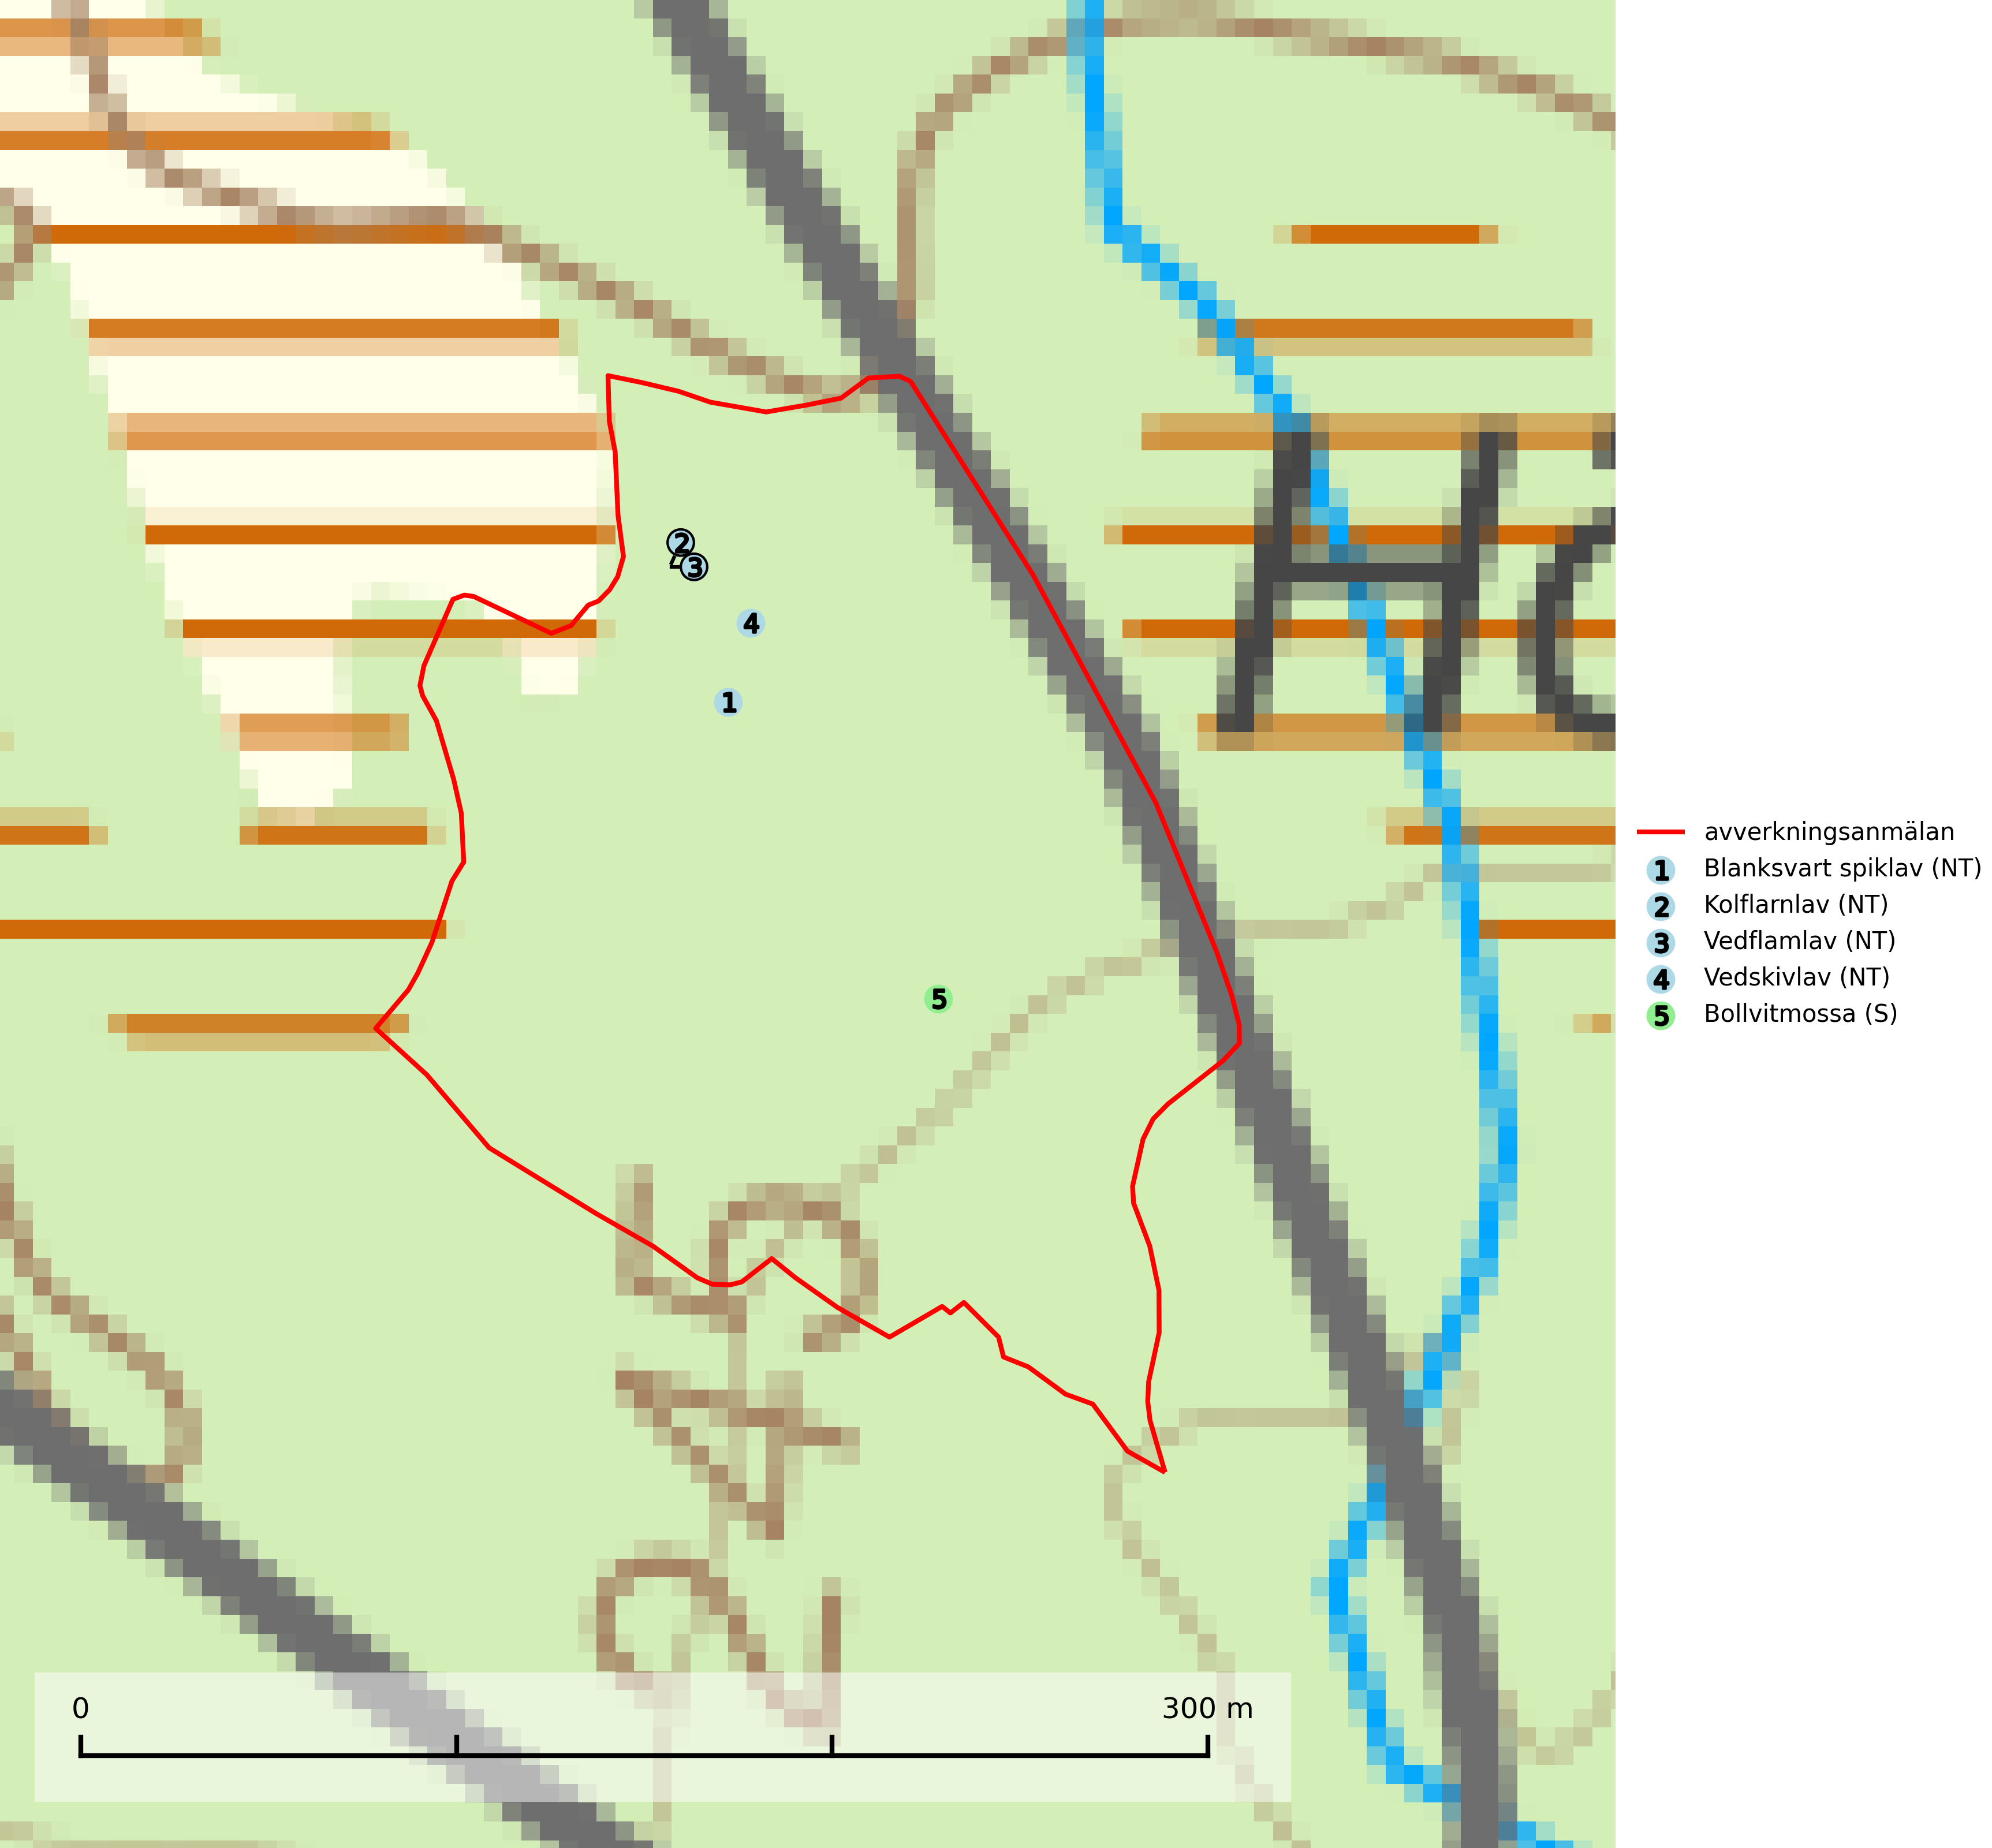 2
3
4
1
5
0
300 m
avverkningsanmälan
1 Blanksvart spiklav (NT)
2 Kolflarnlav (NT)
3 Vedflamlav (NT)
4 Vedskivlav (NT)
5 Bollvitmossa (S)